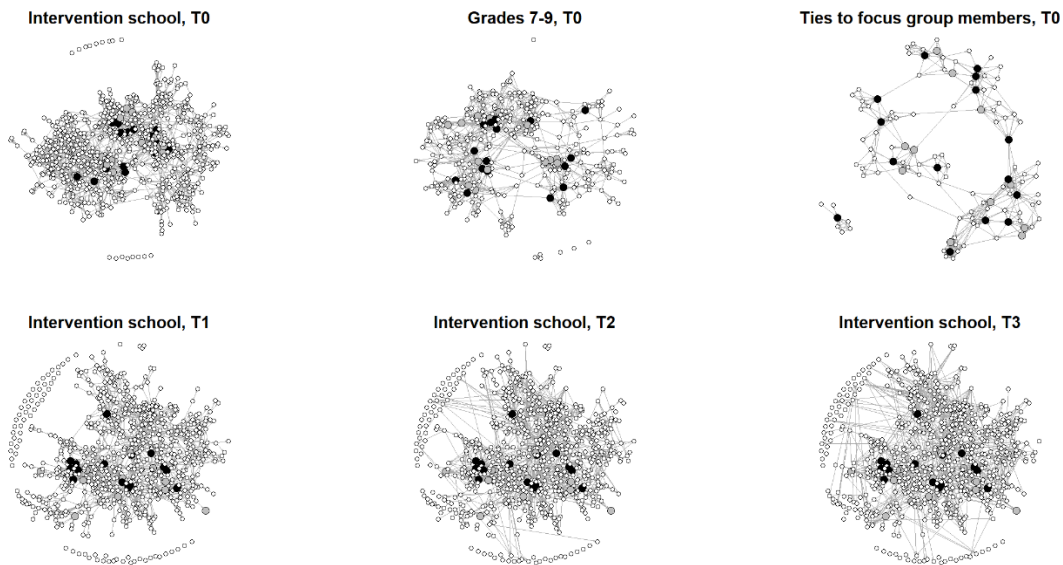 Intervention school, T0
Grades 7-9, T0
Ties to focus group members, T0
Intervention school, T1
Intervention school, T2
Intervention school, T3